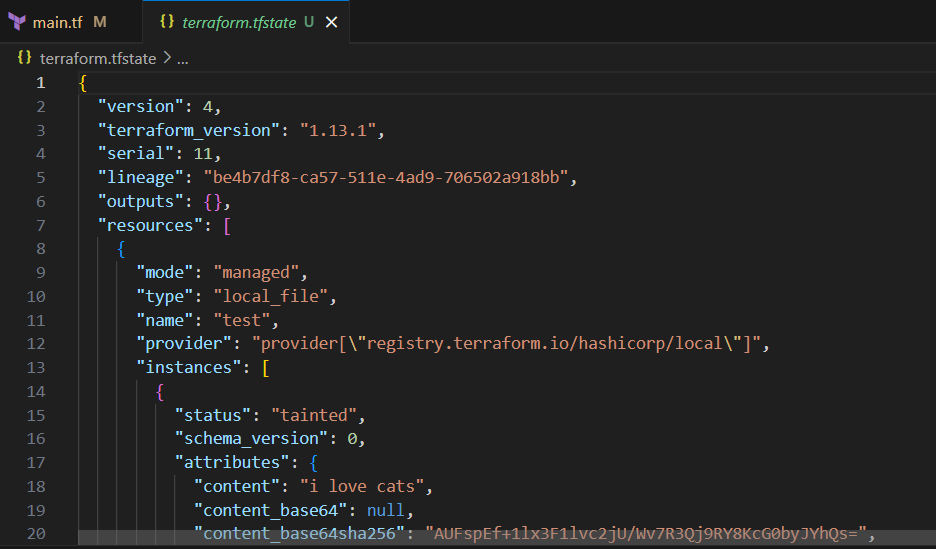 main.tf M
{} terraform.tfstate U ×
{} terraform.tfstate > ...
1 {
2 "version": 4,
3 "terraform_version": "1.13.1",
4 "serial": 11,
5 "lineage": "be4b7df8-ca57-511e-4ad9-706502a918bb",
6 "outputs": {},
7 "resources": [
8 {
9 "mode": "managed",
10 "type": "local_file",
11 "name": "test",
12 "provider": "provider[\"registry.terraform.io/hashicorp/local\"]",
13 "instances": [
14 {
15 "status": "tainted",
16 "schema_version": 0,
17 "attributes": {
18 "content": "i love cats",
19 "content_base64": null,
20 "content_base64sha256": "AUFspEf+1lx3F1lvc2jU/Wv7R3Qj9RY8KcG0byJYhQs=",